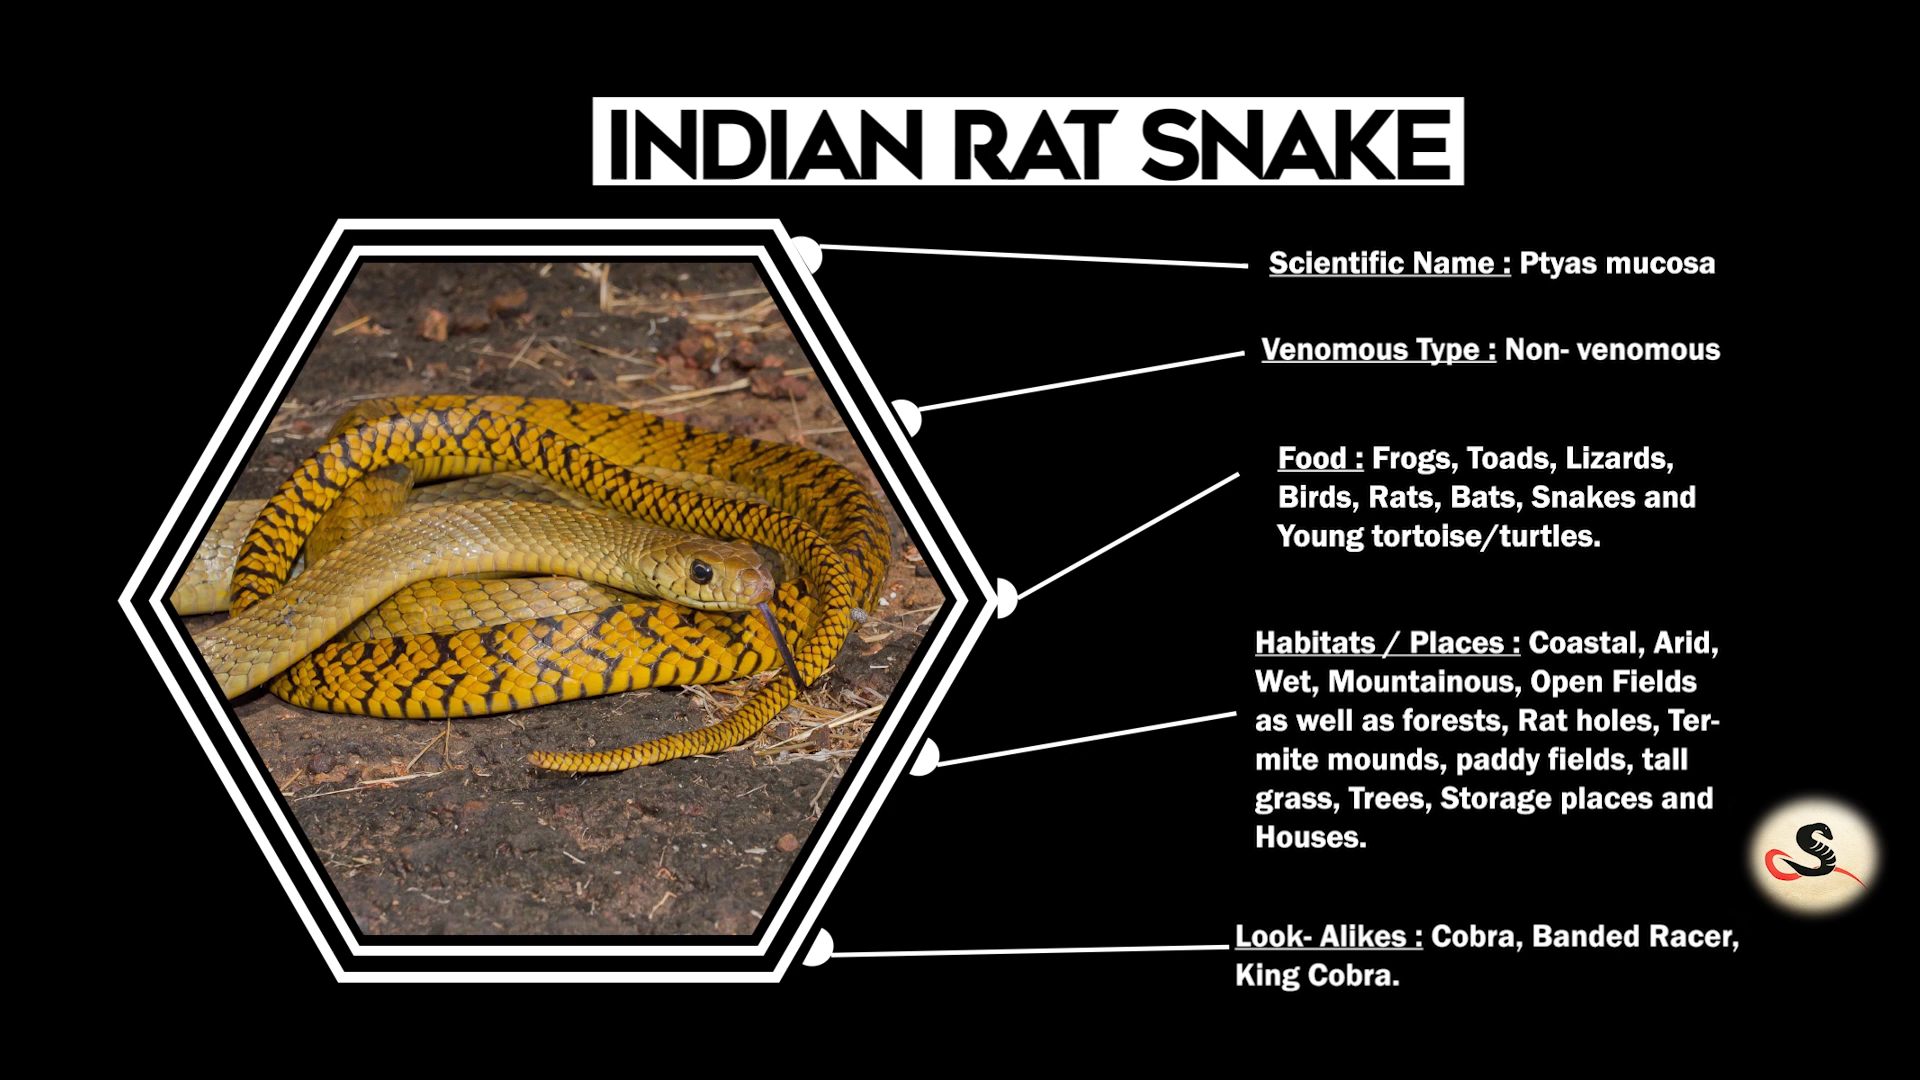 INDIAN RAT SNAKE
Scientific Name : Ptyas mucosa
Venomous Type : Non- venomous
Food : Frogs, Toads, Lizards,
Birds, Rats, Bats, Snakes and
Young tortoise/turtles.
Habitats / Places : Coastal, Arid,
Wet, Mountainous, Open Fields
as well as forests, Rat holes, Ter-
mite mounds, paddy fields, tall
grass, Trees, Storage places and
Houses.
Look- Alikes : Cobra, Banded Racer,
King Cobra.